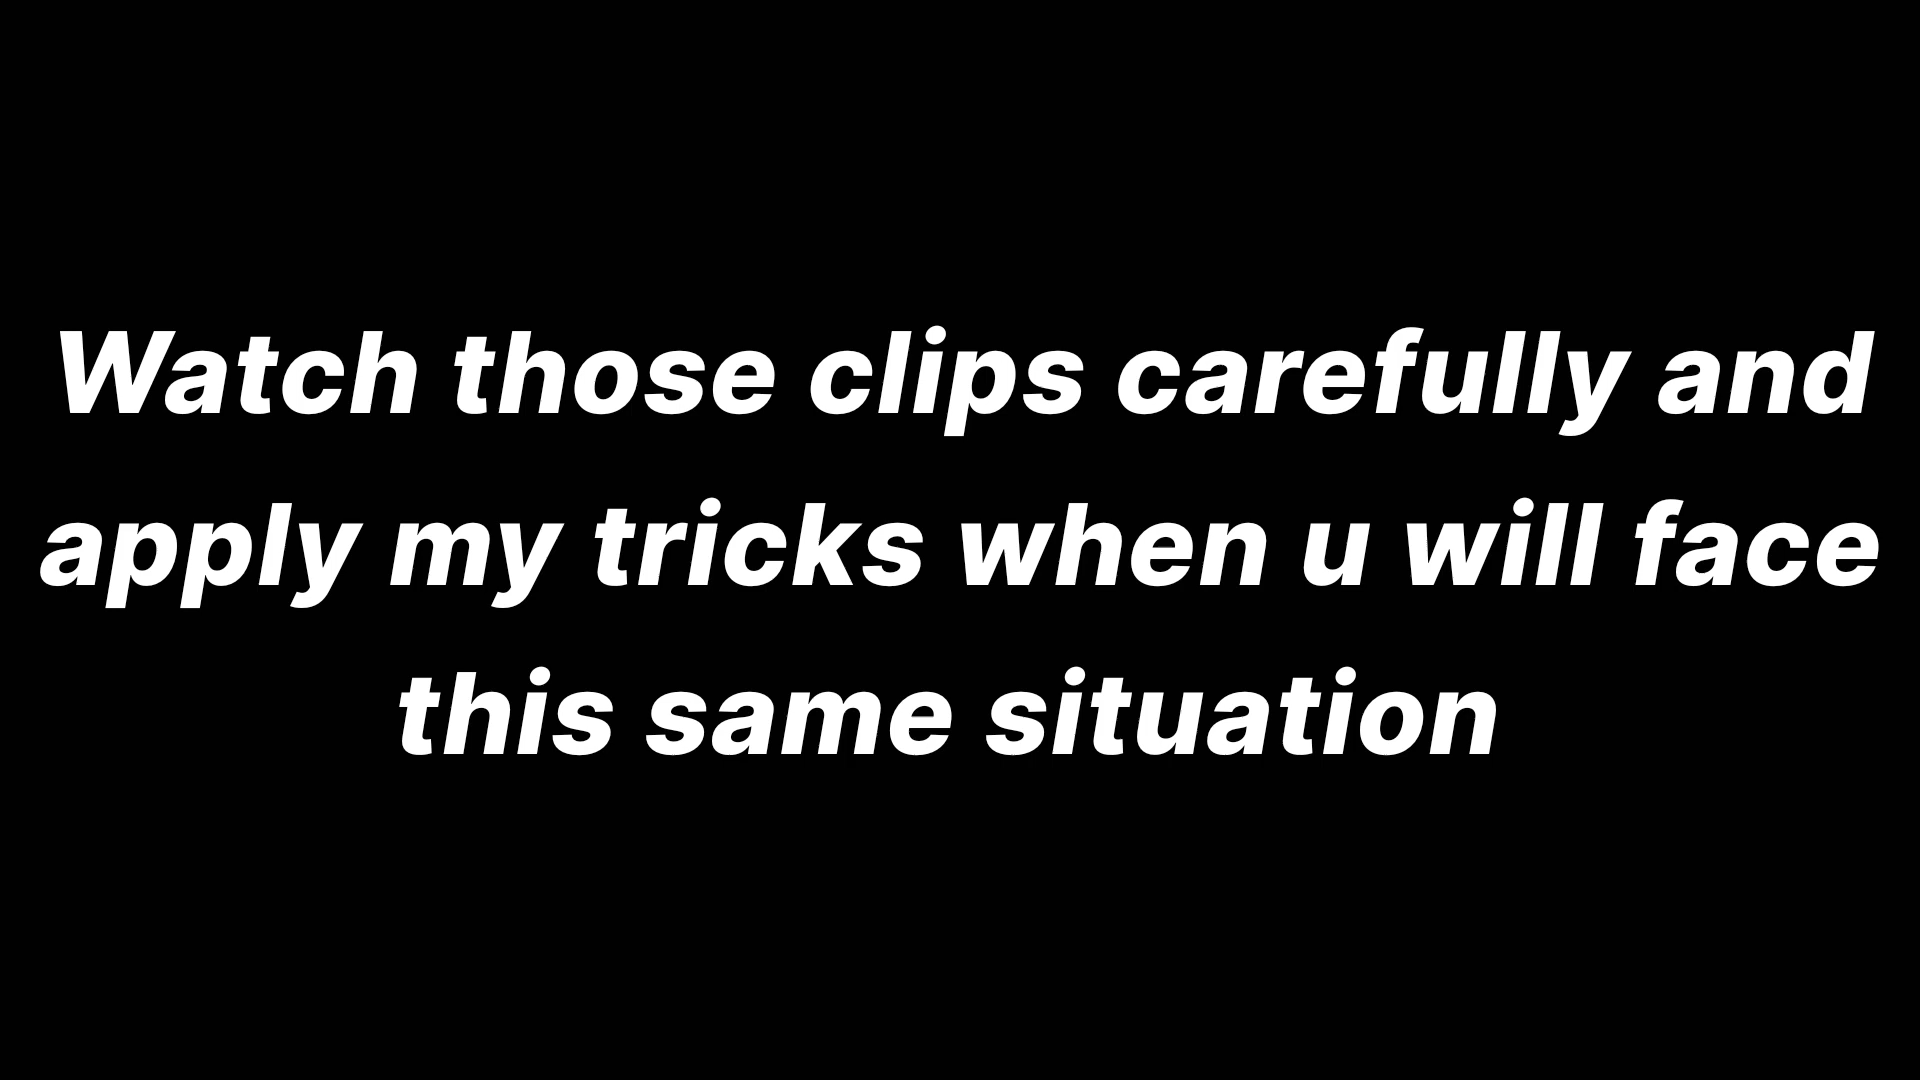 Watch those clips carefully and
apply my tricks when u will face
this same situation